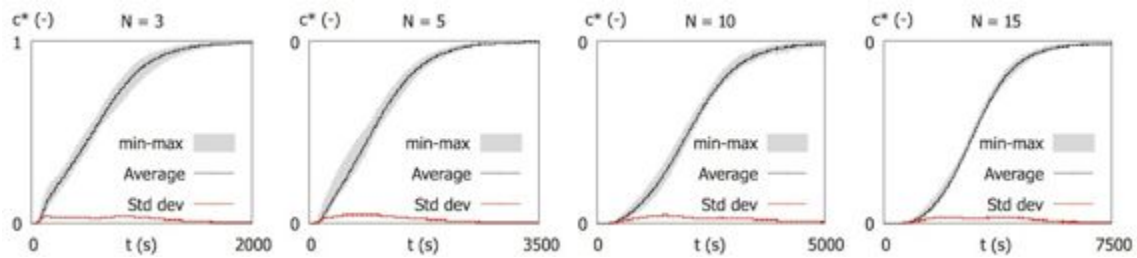 c* (-) N = 3
1
min-max
Average
Std dev
0
0 t (s) 2000
c* (-) N = 5
0
min-max
Average
Std dev
0
0 t (s) 3500
c* (-) N = 10
0
min-max
Average
Std dev
0
0 t (s) 5000
c* (-) N = 15
0
min-max
Average
Std dev
0
0 t (s) 7500